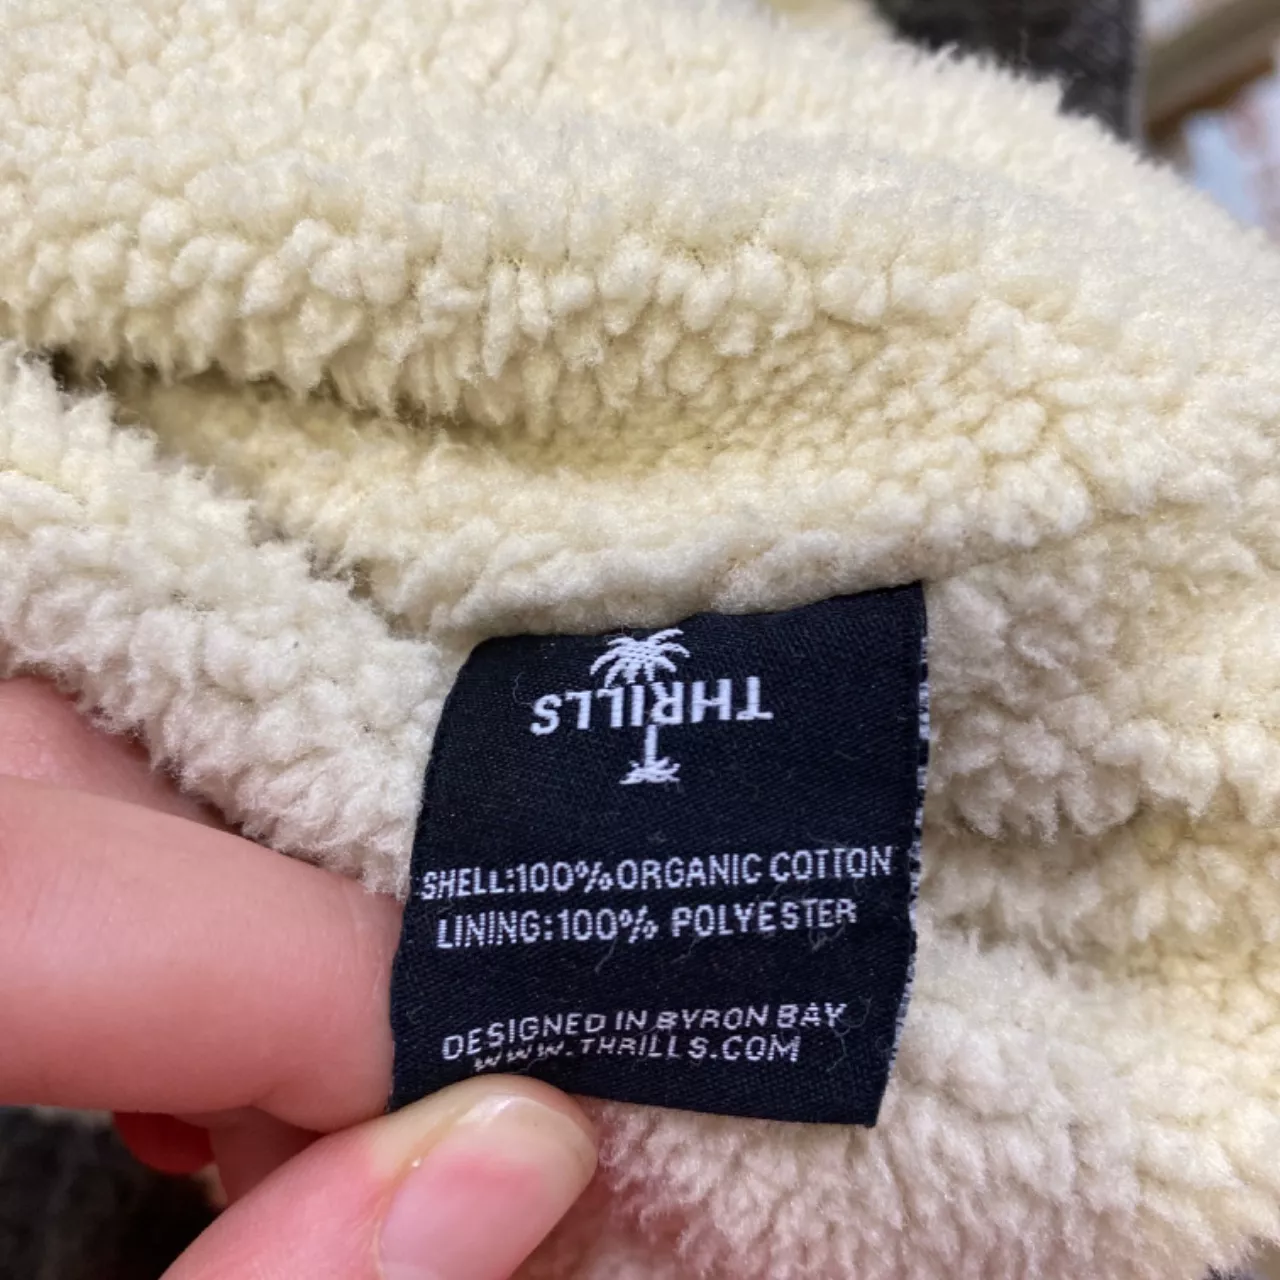 THRILLS
SHELL:100%ORGANIC COTTON
LINING:100% POLYESTER
DESIGNED IN BYRON BAY
WWW.THRILLS.COM